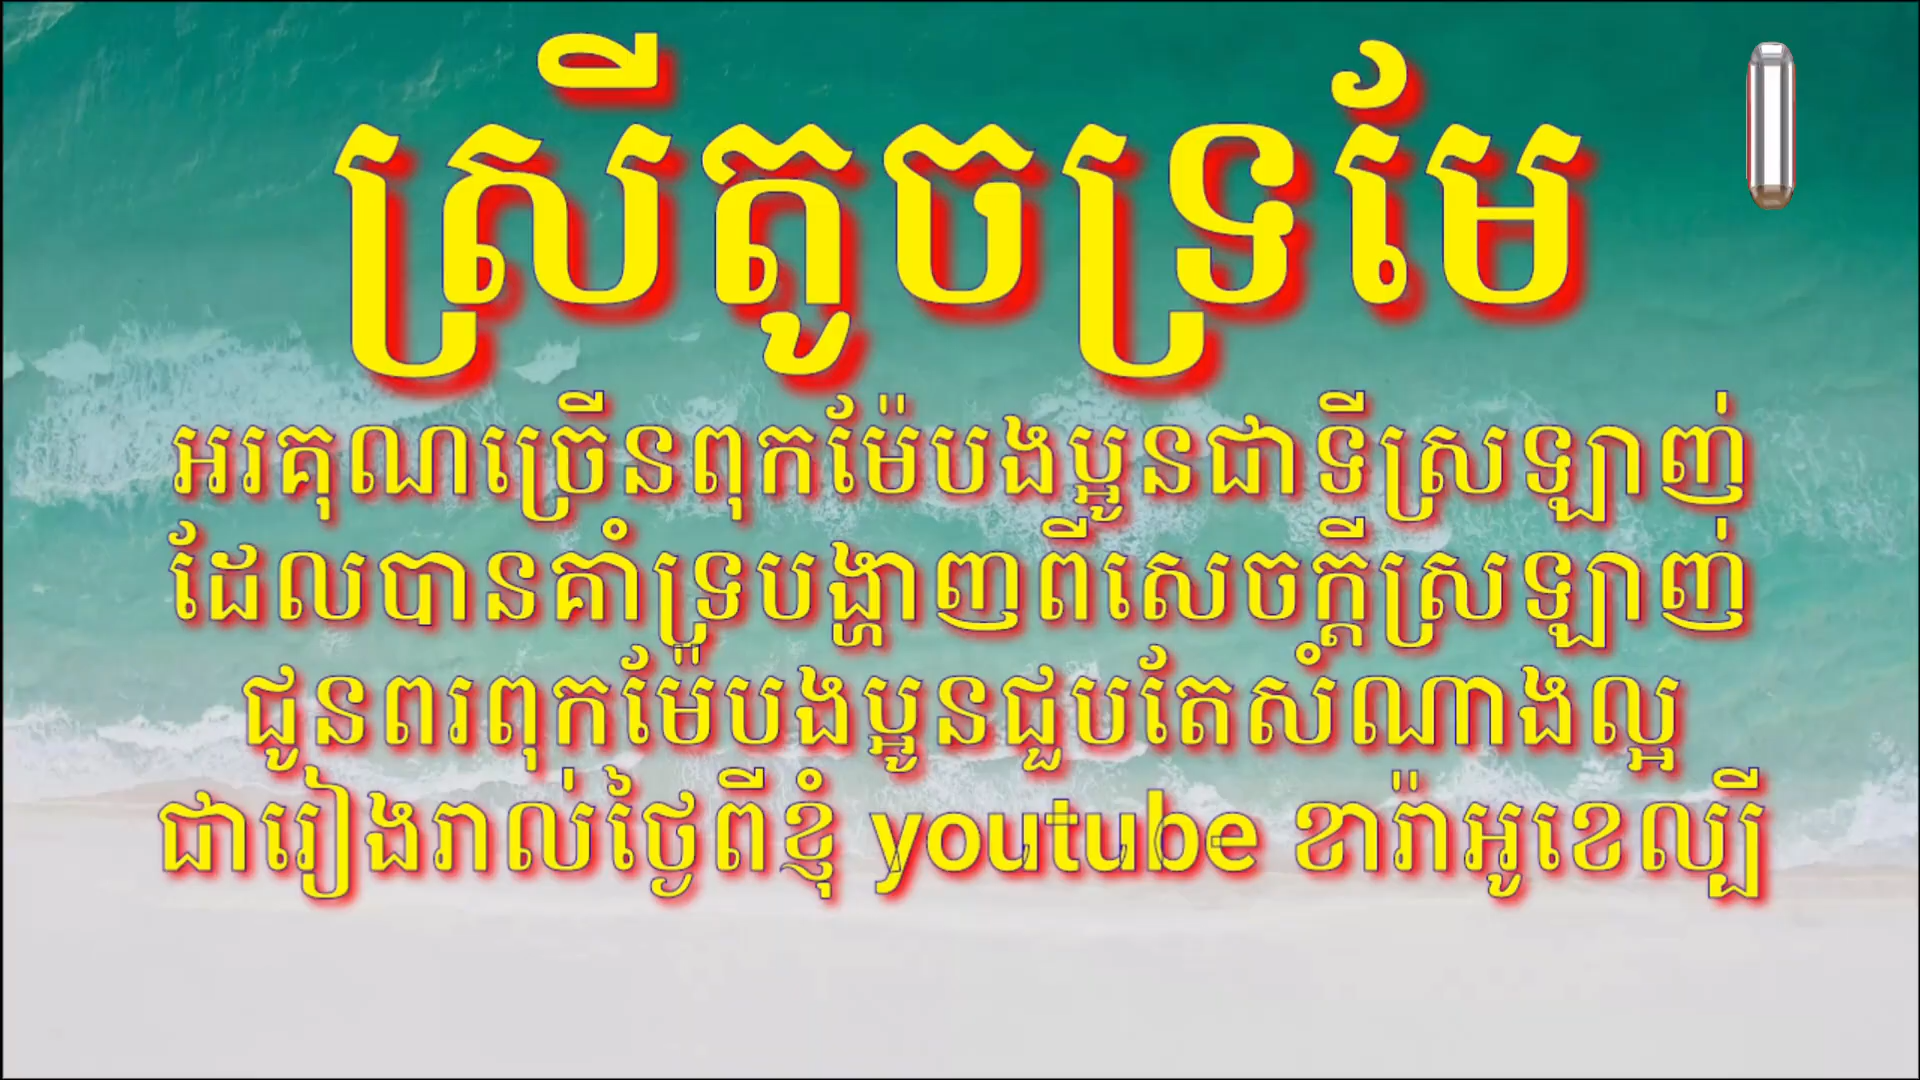 ស្រីតូចទ្រមែ
អរគុណច្រើនពុកម៉ែបងប្អូនជាទីស្រឡាញ់
ដែលបានគាំទ្របង្ហាញពីសេចក្ដីស្រឡាញ់
ជូនពរពុកម៉ែបងប្អូនជួបតែសំណាងល្អ
ជារៀងរាល់ថ្ងៃពីខ្ញុំ youtube ខារ៉ាអូខេល្បី